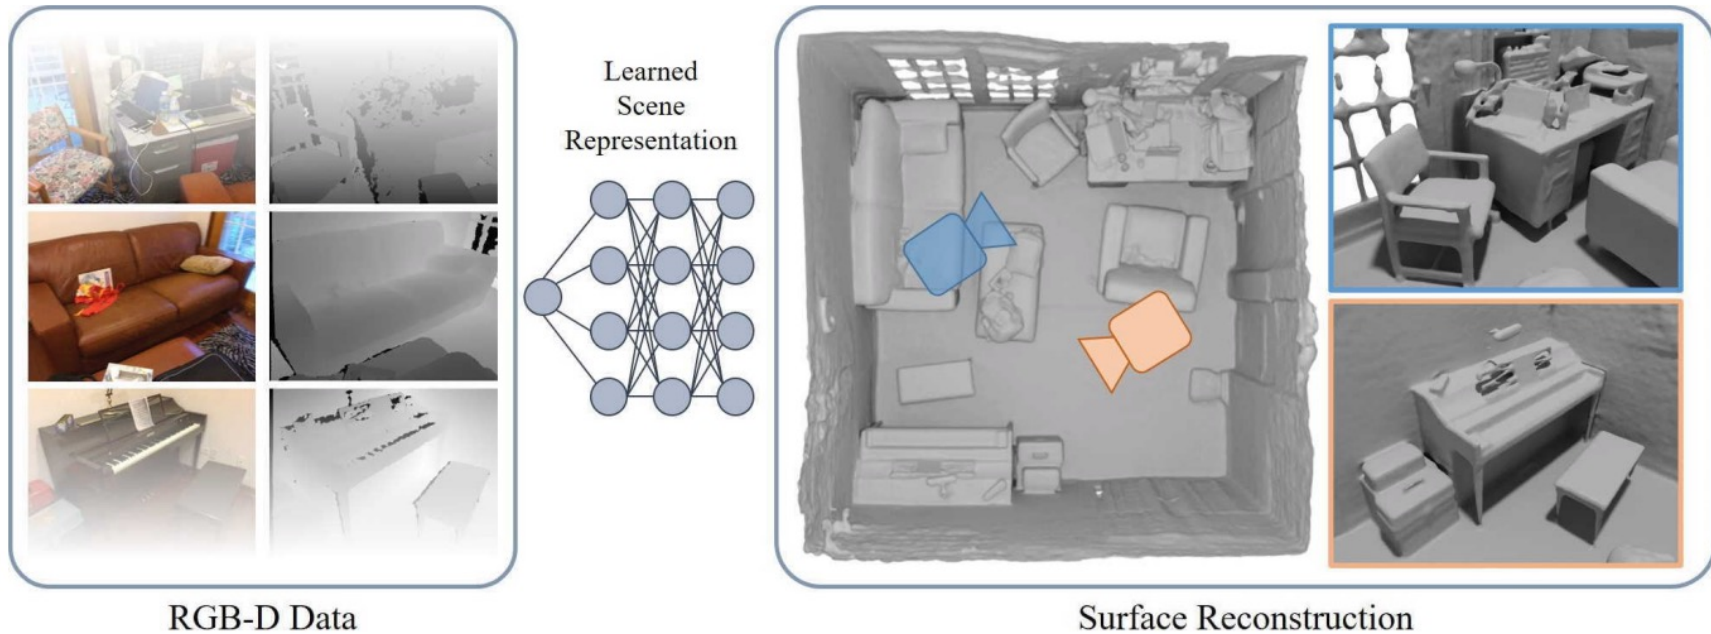 Learned
Scene
Representation
RGB-D Data
Surface Reconstruction